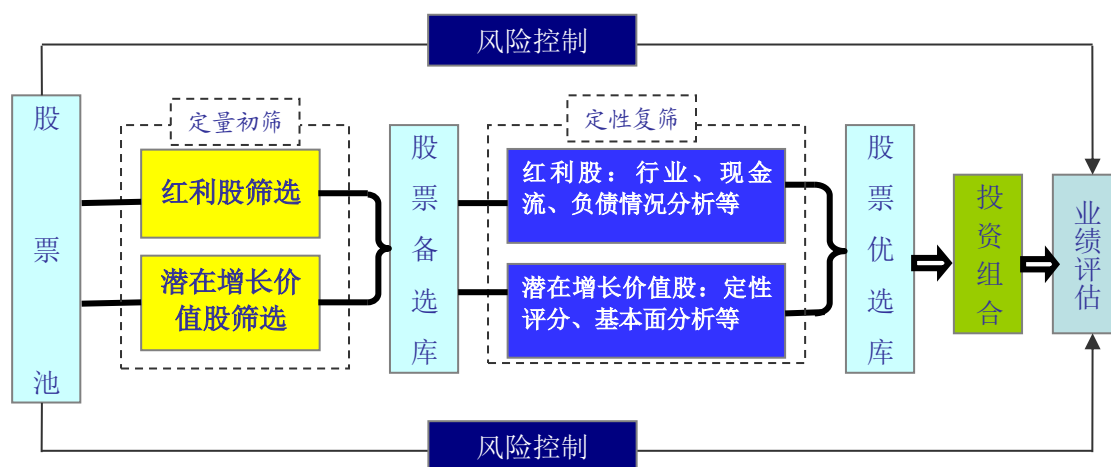 风险控制
股票池
定量初筛
红利股筛选
潜在增长价
值股筛选
股票备选库
定性复筛
红利股：行业、现金
流、负债情况分析等
潜在增长价值股：定性
评分、基本面分析等
股票优选库
投资组合
业绩评估
风险控制